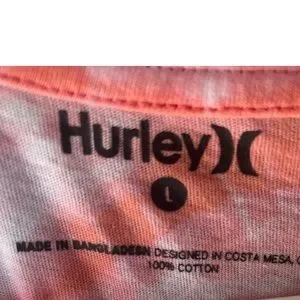 Hurley
L
MADE IN BANGLADESH DESIGNED IN COSTA MESA,
100% COTTON